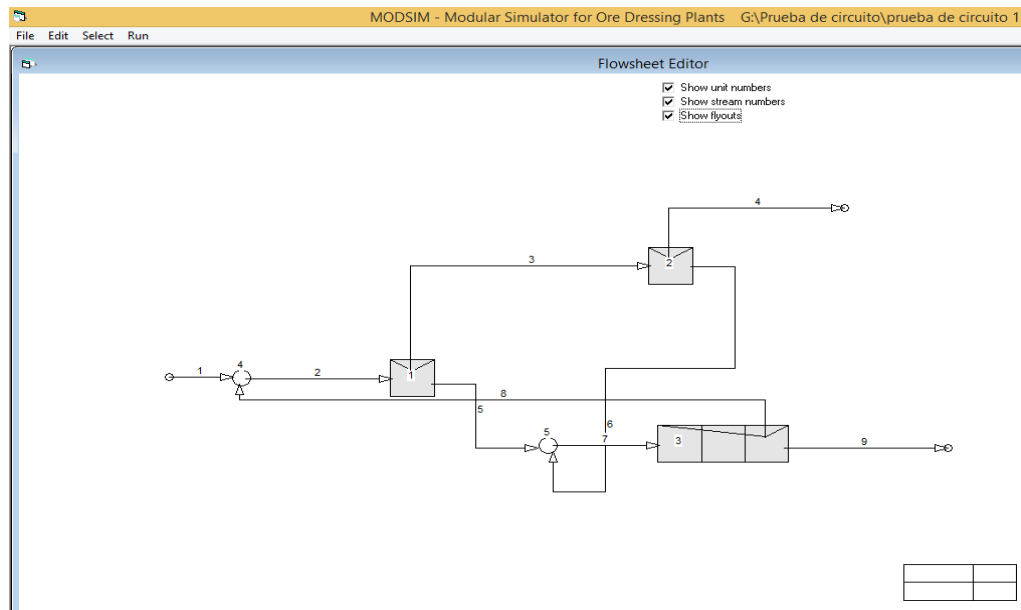 MODSIM - Modular Simulator for Ore Dressing Plants G:\Prueba de circuito\prueba de circuito 1
File Edit Select Run
Flowsheet Editor
Show unit numbers
Show stream numbers
Show flyouts
4
2
3
4
1
2
1
8
5
6
5
7
3
9